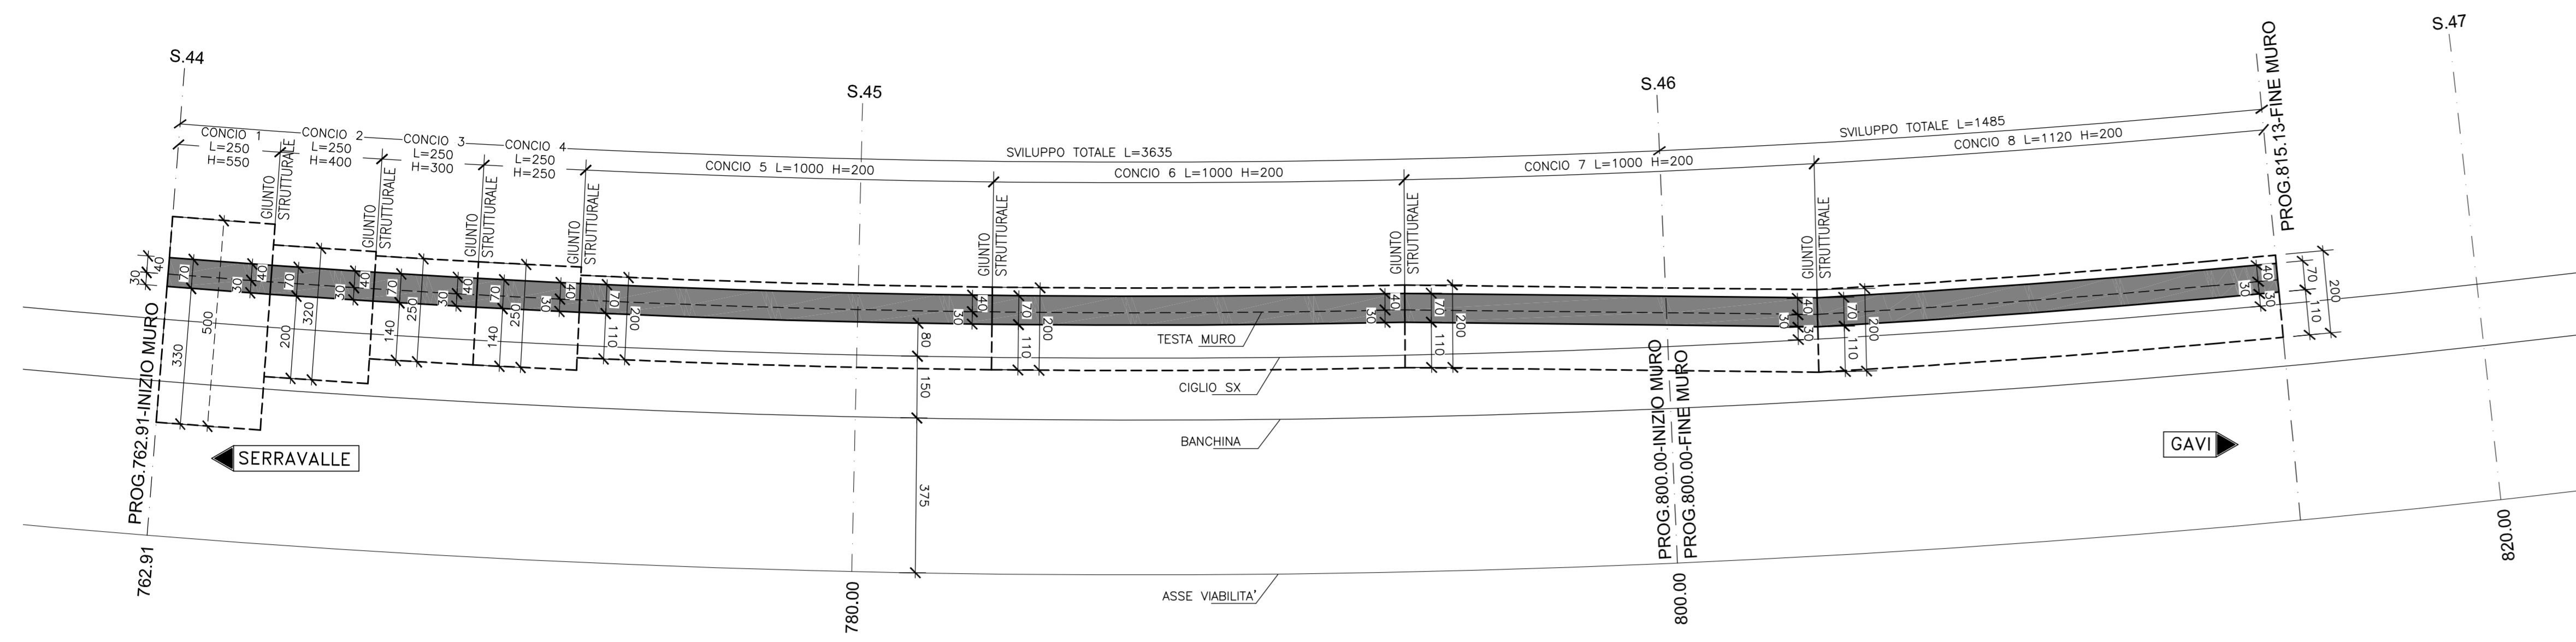 S.44
S.45
S.46
S.47
CONCIO 1
L=250
H=550
CONCIO 2
L=250
H=400
CONCIO 3
L=250
H=300
CONCIO 4
L=250
H=250
SVILUPPO TOTALE L=3635
SVILUPPO TOTALE L=1485
CONCIO 5 L=1000 H=200
CONCIO 6 L=1000 H=200
CONCIO 7 L=1000 H=200
CONCIO 8 L=1120 H=200
GIUNTO
STRUTTURALE
GIUNTO
STRUTTURALE
GIUNTO
STRUTTURALE
GIUNTO
STRUTTURALE
GIUNTO
STRUTTURALE
GIUNTO
STRUTTURALE
GIUNTO
STRUTTURALE
PROG.815.13-FINE MURO
30
40
70
30
40
330
500
70
30
40
200
320
70
30
40
140
250
70
30
40
140
250
70
110
200
30
40
70
110
200
30
40
70
110
200
30
40
30
70
110
200
30
40
30
70
110
200
80
150
375
TESTA MURO
CIGLIO SX
BANCHINA
ASSE VIABILITA'
PROG.762.91-INIZIO MURO
PROG.800.00-INIZIO MURO
PROG.800.00-FINE MURO
SERRAVALLE
GAVI
762.91
780.00
800.00
820.00